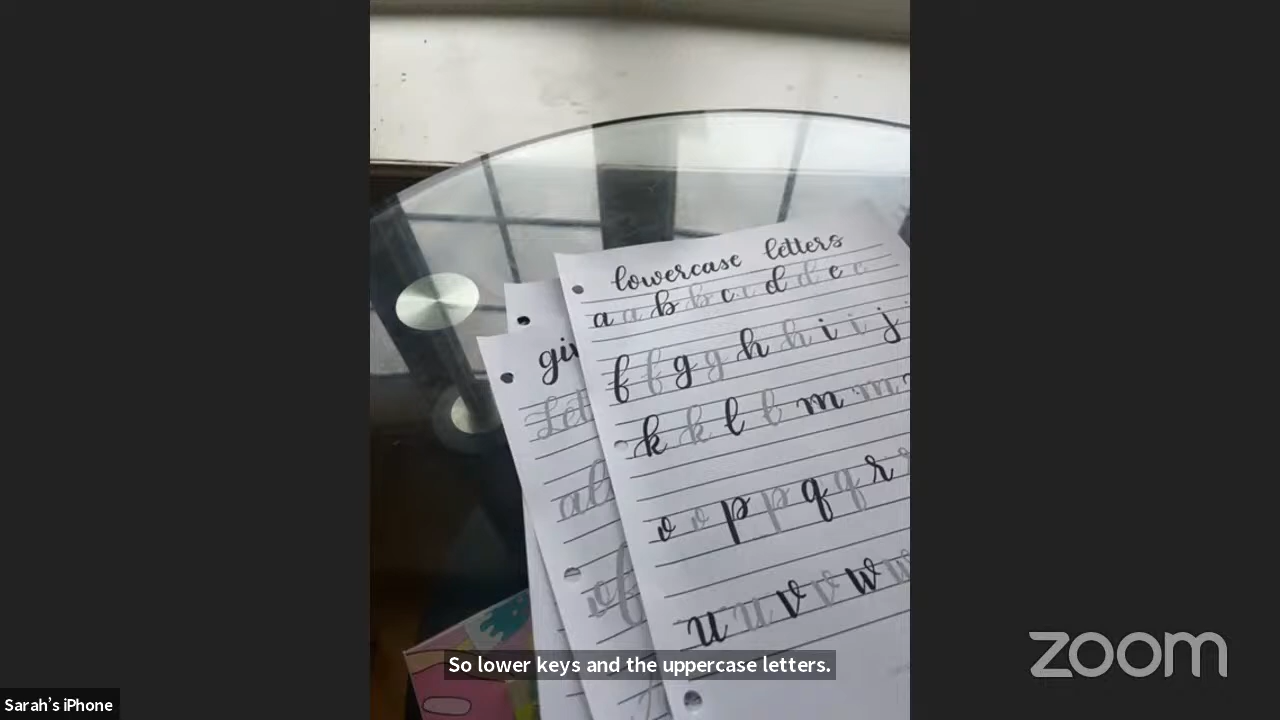 lowercase letters
a a b b c c d d e e
f f g g h h i i j
k k l l m m
o o p p q q r
u u v v w w
So lower keys and the uppercase letters.
zoom
Sarah's iPhone